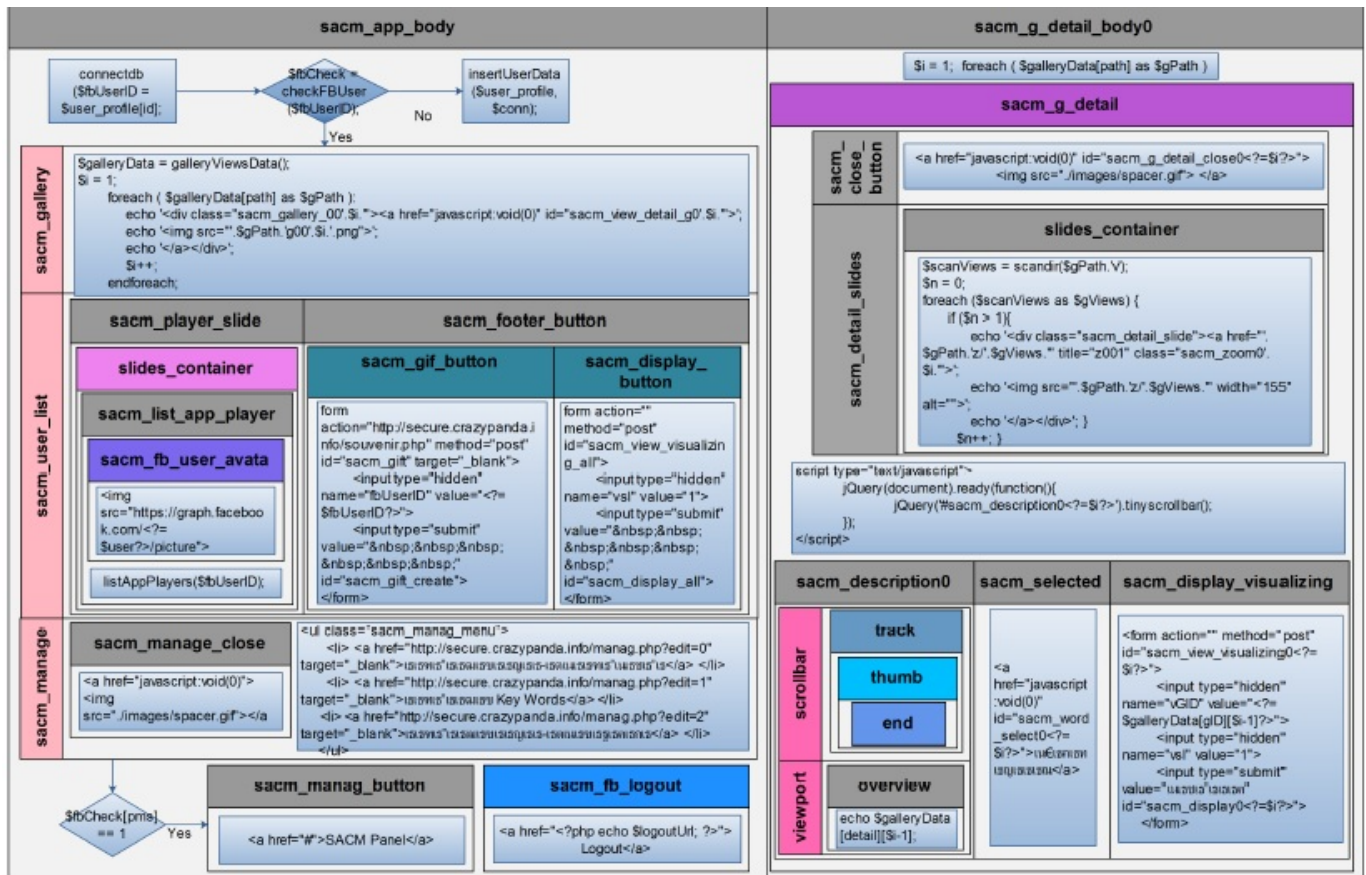 sacm_app_body
connectdb
($fbUserID =
$user_profile[id];
$fbCheck =
checkFBUser
($fbUserID);
insertUserData
($user_profile,
$conn);
No
Yes
sacm_gallery
$galleryData = galleryViewsData();
$i = 1;
foreach ( $galleryData[path] as $gPath );
echo '<div class="sacm_gallery_00'.$i.'"><a href="javascript:void(0)" id="sacm_view_detail_g0'.$i.'">';
echo '<img src="'.$gPath.'g00'.$i.'.png">';
echo '</a></div>';
$i++;
endforeach;
sacm_user_list
sacm_player_slide
slides_container
sacm_list_app_player
sacm_fb_user_avata
<img
src="https://graph.faceboo
k.com/<?=
$user?>/picture">
listAppPlayers($fbUserID);
sacm_footer_button
sacm_gif_button
form
action="http://secure.crazypanda.i
nfo/souvenir.php" method="post"
id="sacm_gift" target="_blank">
<input type="hidden"
name="fbUserID" value="<?=
$fbUserID?>">
<input type="submit"
value="&nbsp;&nbsp;&nbsp;
&nbsp;&nbsp;&nbsp;"
id="sacm_gift_create">
</form>
sacm_display_
button
form action=""
method="post"
id="sacm_view_visualizin
g_all">
<input type="hidden"
name="vsl" value="1">
<input type="submit"
value="&nbsp;&nbsp;
&nbsp;&nbsp;&nbsp;
&nbsp;&nbsp;"
id="sacm_display_all">
</form>
sacm_manage
sacm_manage_close
<a href="javascript:void(0)">
<img
src="./images/spacer.gif"></a
<ul class="sacm_manag_menu">
<li> <a href="http://secure.crazypanda.info/manag.php?edit=0"
target="_blank"></a> </li>
<li> <a href="http://secure.crazypanda.info/manag.php?edit=1"
target="_blank"> Key Words</a> </li>
<li> <a href="http://secure.crazypanda.info/manag.php?edit=2"
target="_blank"></a> </li>
</ul>
$fbCheck[pms]
== 1
Yes
sacm_manag_button
<a href="#">SACM Panel</a>
sacm_fb_logout
<a href="<?php echo $logoutUrl; ?>">
Logout</a>
sacm_g_detail_body0
$i = 1; foreach ( $galleryData[path] as $gPath )
sacm_g_detail
sacm_
close_
button
<a href="javascript:void(0)" id="sacm_g_detail_close0<?=$i?>">
<img src="./images/spacer.gif"> </a>
sacm_detail_slides
slides_container
$scanViews = scandir($gPath.'/');
$n = 0;
foreach ($scanViews as $gViews) {
if ($n > 1){
echo '<div class="sacm_detail_slide"><a href="'.
$gPath.'z/'.$gViews.'" title="z001" class="sacm_zoom0'.
$i.'">';
echo '<img src="'.$gPath.'z/'.$gViews.'" width="155"
alt="">';
echo '</a></div>'; }
$n++; }
script type="text/javascript">
jQuery(document).ready(function(){
jQuery('#sacm_description0<?=$i?>').tinyscrollbar();
});
</script>
sacm_description0
scrollbar
track
thumb
end
viewport
overview
echo $galleryData
[detail][$i-1];
sacm_selected
<a
href="javascript
:void(0)"
id="sacm_word
_select0<?=
$i?>"></a>
sacm_display_visualizing
<form action="" method="post"
id="sacm_view_visualizing0<?=
$i?>">
<input type="hidden"
name="vGID" value="<?=
$galleryData[gID][$i-1]?>">
<input type="hidden"
name="vsl" value="1">
<input type="submit"
value=""
id="sacm_display0<?=$i?>">
</form>